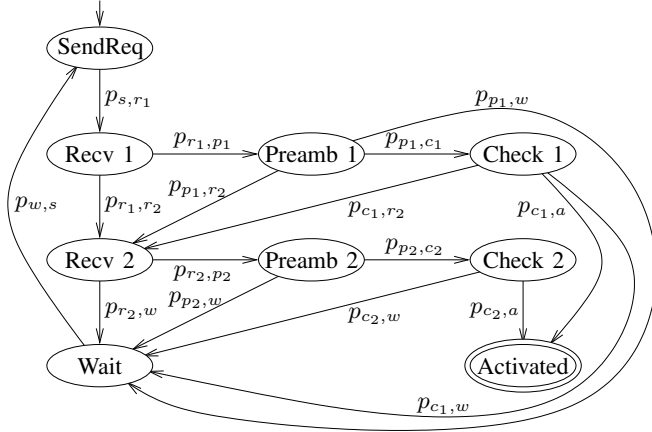 SendReq
p_{s,r_1}
p_{p_1,w}
Recv 1
p_{r_1,p_1}
Preamb 1
p_{p_1,c_1}
Check 1
p_{w,s}
p_{r_1,r_2}
p_{p_1,r_2}
p_{c_1,r_2}
p_{c_1,a}
Recv 2
p_{r_2,p_2}
Preamb 2
p_{p_2,c_2}
Check 2
p_{r_2,w}
p_{p_2,w}
p_{c_2,w}
p_{c_2,a}
Wait
Activated
p_{c_1,w}